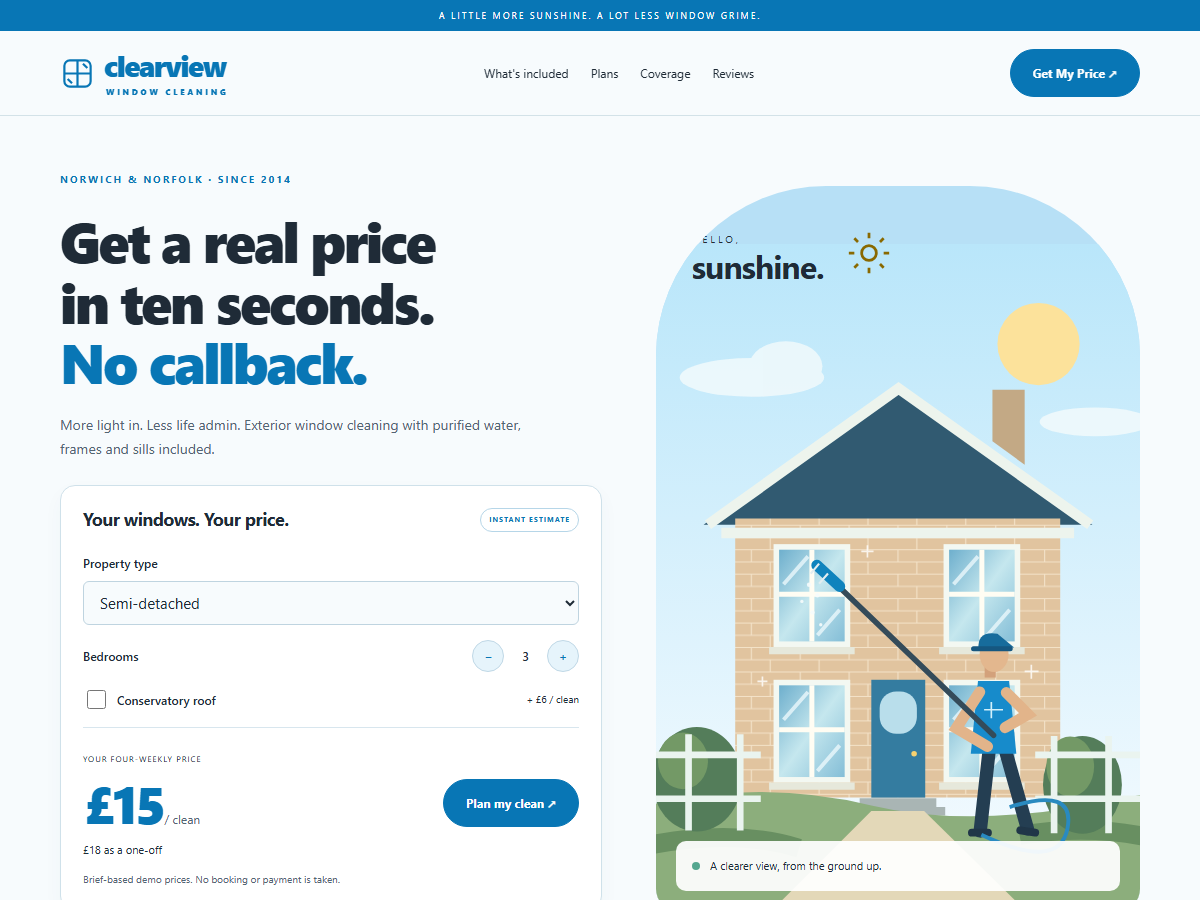 A LITTLE MORE SUNSHINE. A LOT LESS WINDOW GRIME.
clearview
WINDOW CLEANING
What's included
Plans
Coverage
Reviews
Get My Price ↗
NORWICH & NORFOLK · SINCE 2014
Get a real price
in ten seconds.
No callback.
More light in. Less life admin. Exterior window cleaning with purified water,
frames and sills included.
Your windows. Your price.
INSTANT ESTIMATE
Property type
Semi-detached
Bedrooms
− 3 +
Conservatory roof
+ £6 / clean
YOUR FOUR-WEEKLY PRICE
£15 / clean
Plan my clean ↗
£18 as a one-off
Brief-based demo prices. No booking or payment is taken.
ELLO,
sunshine.
A clearer view, from the ground up.